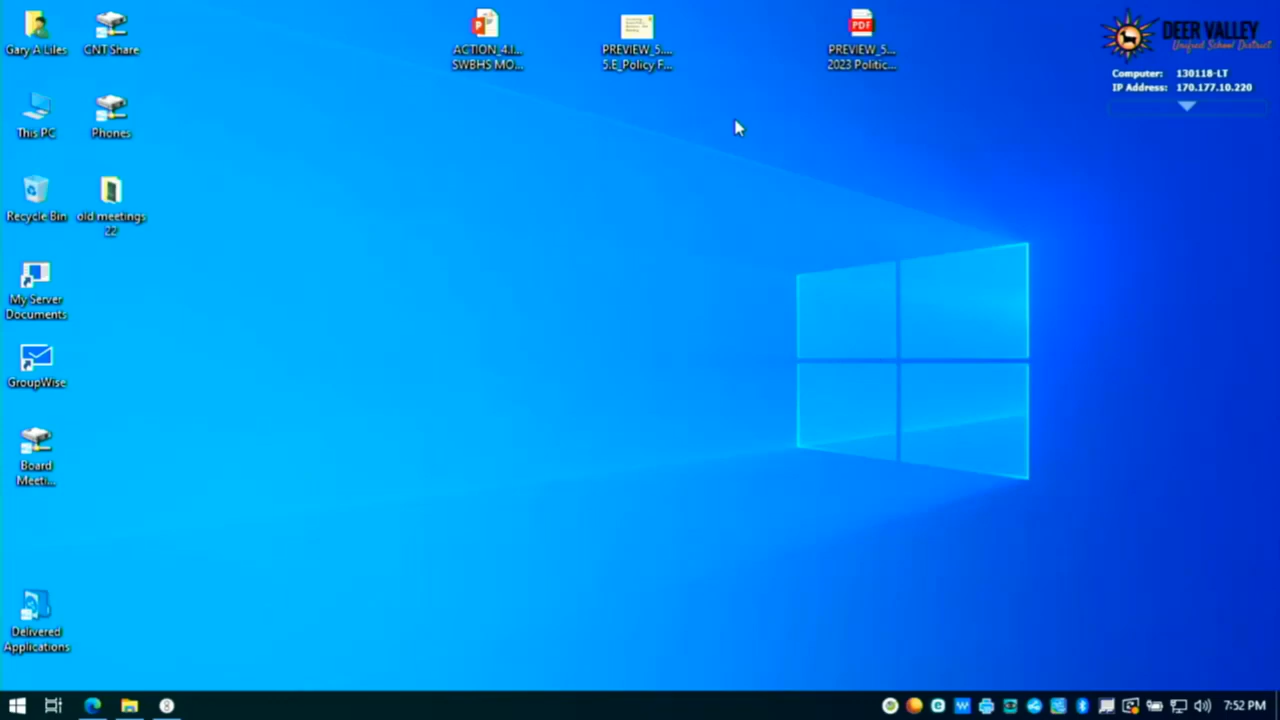 Gary A Liles
CNT Share
ACTION_4.I...
SWBHS MO...
PREVIEW_5....
5.E_Policy F...
PDF
PREVIEW_5...
2023 Politic...
DEER VALLEY
Unified School District
Computer: 130118-LT
IP Address: 170.177.10.220
This PC
Phones
Recycle Bin
old meetings
22
My Server
Documents
GroupWise
Board
Meeti...
Delivered
Applications
7:52 PM